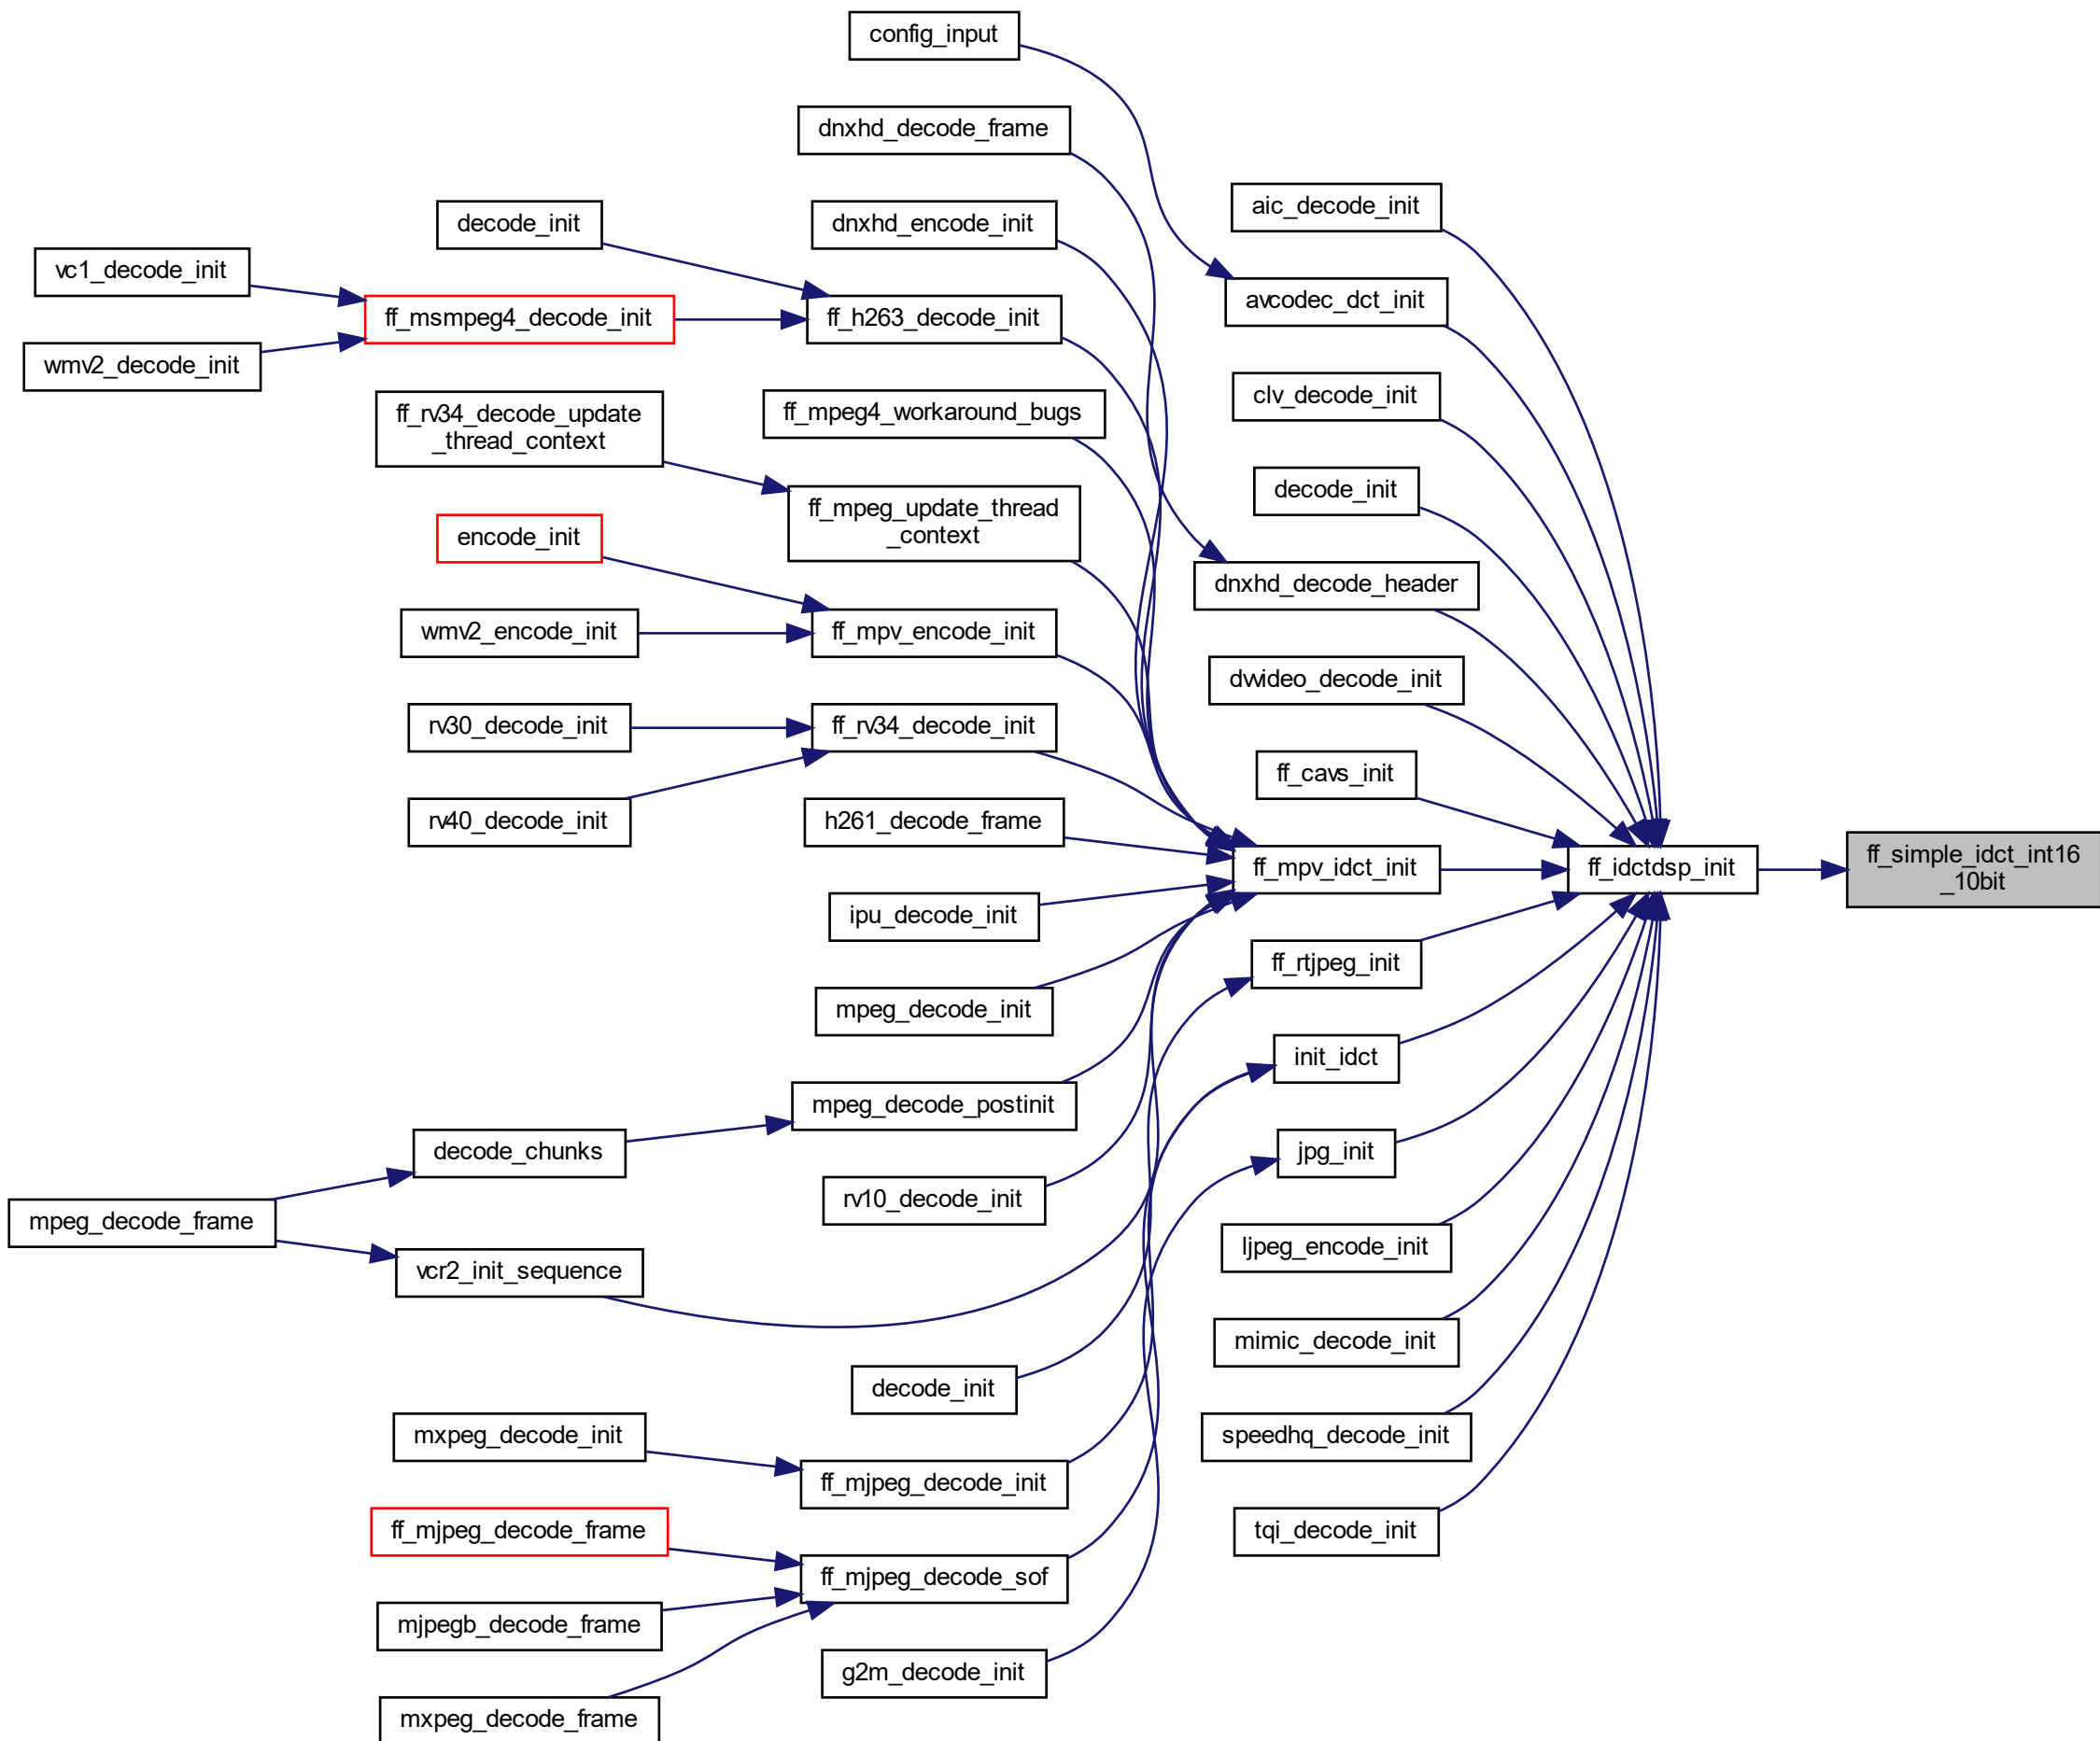 config_input
dnxhd_decode_frame
aic_decode_init
decode_init
dnxhd_encode_init
vc1_decode_init
avcodec_dct_init
ff_msmpeg4_decode_init
ff_h263_decode_init
wmv2_decode_init
clv_decode_init
ff_rv34_decode_update
_thread_context
ff_mpeg4_workaround_bugs
decode_init
ff_mpeg_update_thread
_context
encode_init
dnxhd_decode_header
wmv2_encode_init
ff_mpv_encode_init
dwideo_decode_init
rv30_decode_init
ff_rv34_decode_init
ff_cavs_init
rv40_decode_init
h261_decode_frame
ff_mpv_idct_init
ff_idctdsp_init
ff_simple_idct_int16
_10bit
ipu_decode_init
ff_rtjpeg_init
mpeg_decode_init
init_idct
mpeg_decode_postinit
decode_chunks
jpg_init
rv10_decode_init
mpeg_decode_frame
ljpeg_encode_init
vcr2_init_sequence
mimic_decode_init
decode_init
mxpeg_decode_init
speedhq_decode_init
ff_mjpeg_decode_init
ff_mjpeg_decode_frame
tqi_decode_init
ff_mjpeg_decode_sof
mjpegb_decode_frame
g2m_decode_init
mxpeg_decode_frame